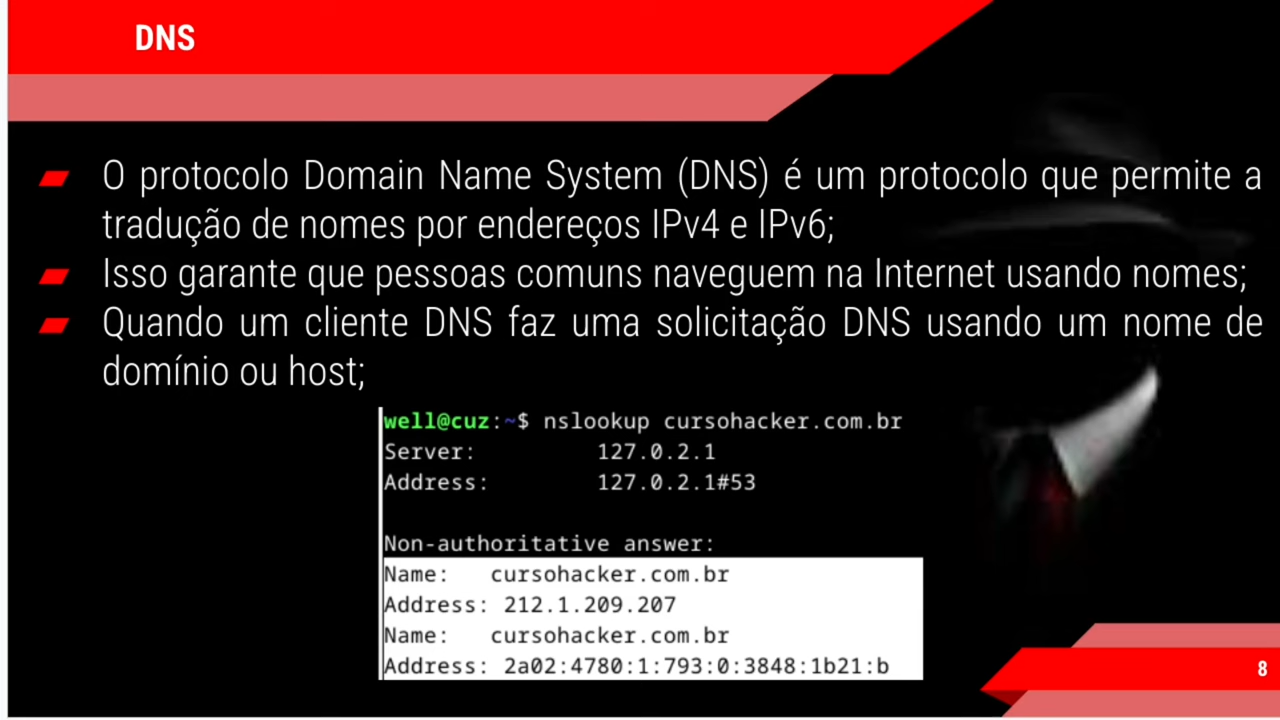 DNS
O protocolo Domain Name System (DNS) é um protocolo que permite a
tradução de nomes por endereços IPv4 e IPv6;
Isso garante que pessoas comuns naveguem na Internet usando nomes;
Quando um cliente DNS faz uma solicitação DNS usando um nome de
domínio ou host;
well@cuz:~$ nslookup cursohacker.com.br
Server: 127.0.2.1
Address: 127.0.2.1#53
Non-authoritative answer:
Name: cursohacker.com.br
Address: 212.1.209.207
Name: cursohacker.com.br
Address: 2a02:4780:1:793:0:3848:1b21:b
8